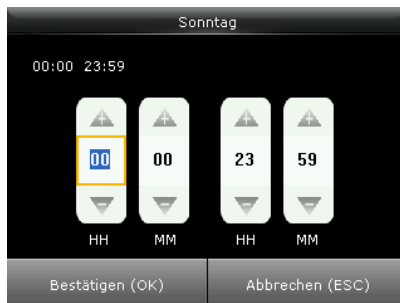 Sonntag
00:00 23:59
00 00 23 59
HH MM HH MM
Bestätigen (OK) Abbrechen (ESC)